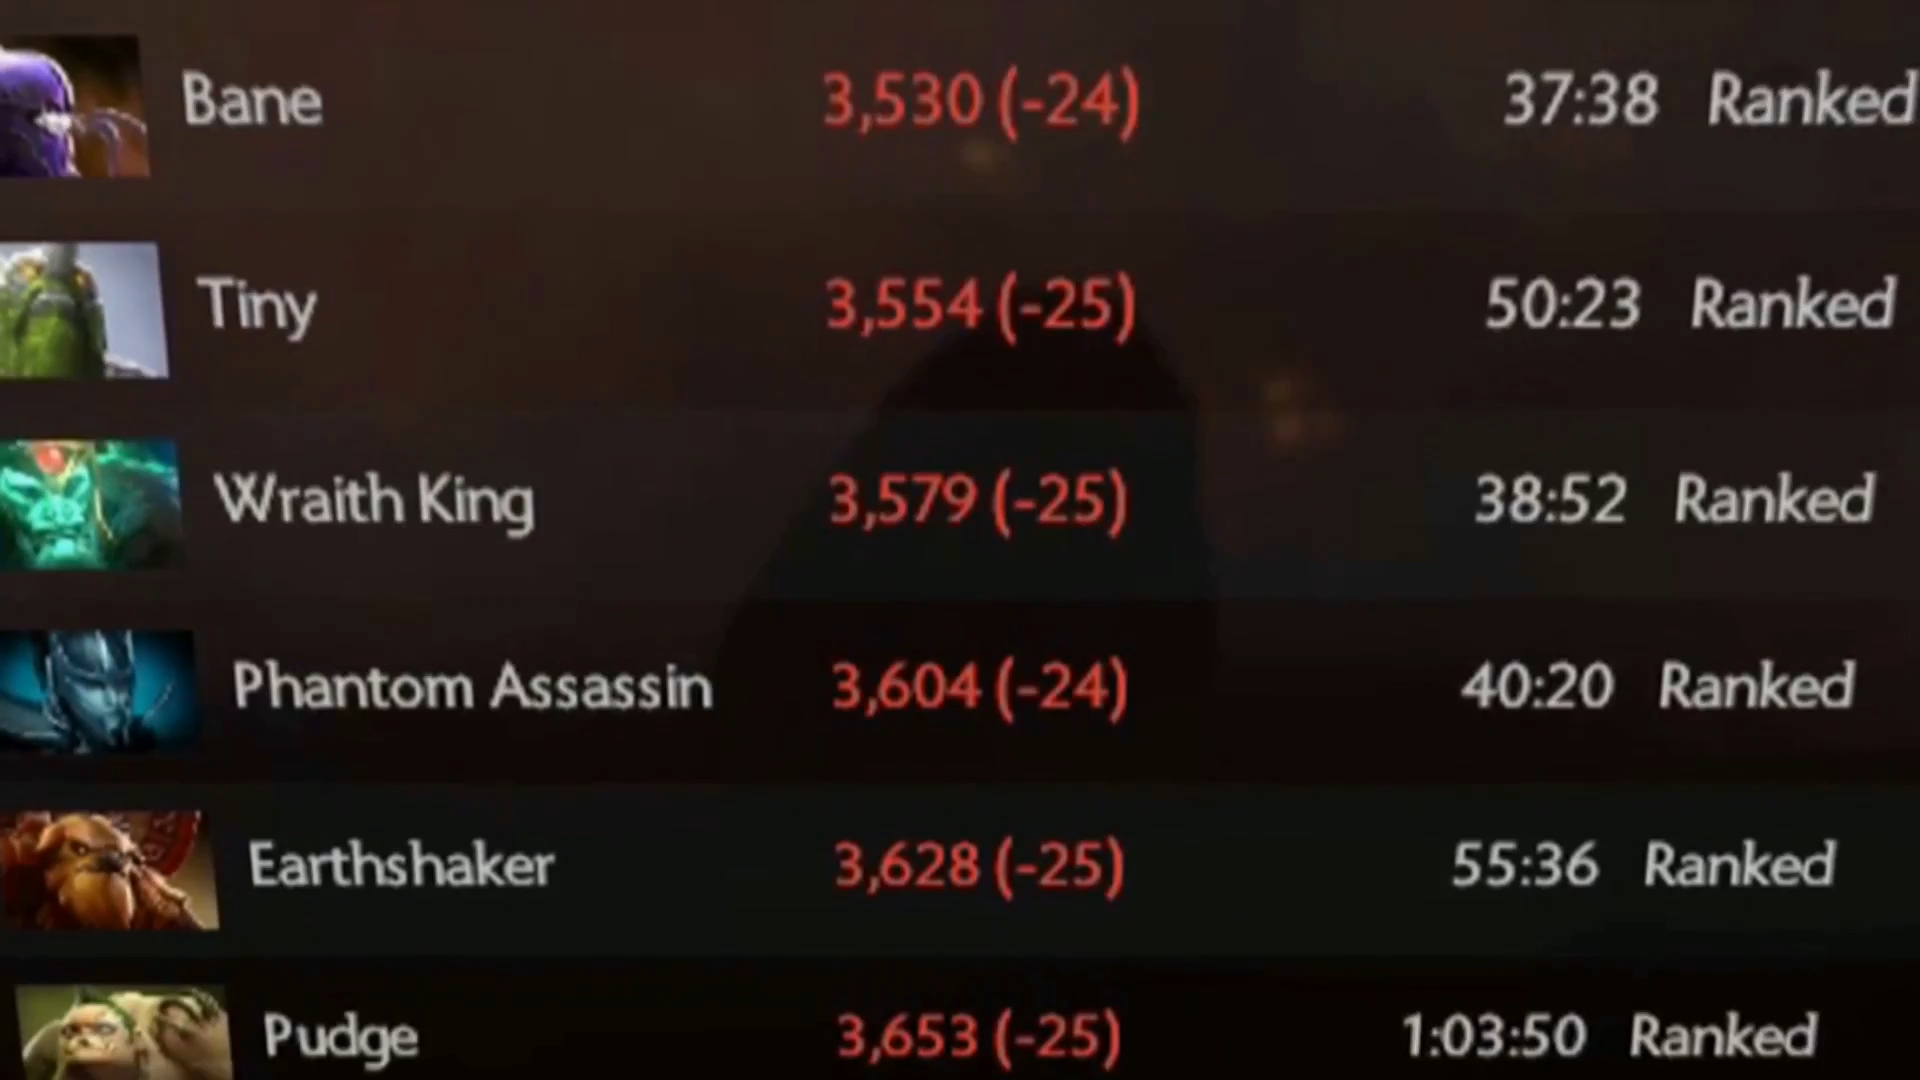 Bane 3,530 (-24) 37:38 Ranked
Tiny 3,554 (-25) 50:23 Ranked
Wraith King 3,579 (-25) 38:52 Ranked
Phantom Assassin 3,604 (-24) 40:20 Ranked
Earthshaker 3,628 (-25) 55:36 Ranked
Pudge 3,653 (-25) 1:03:50 Ranked